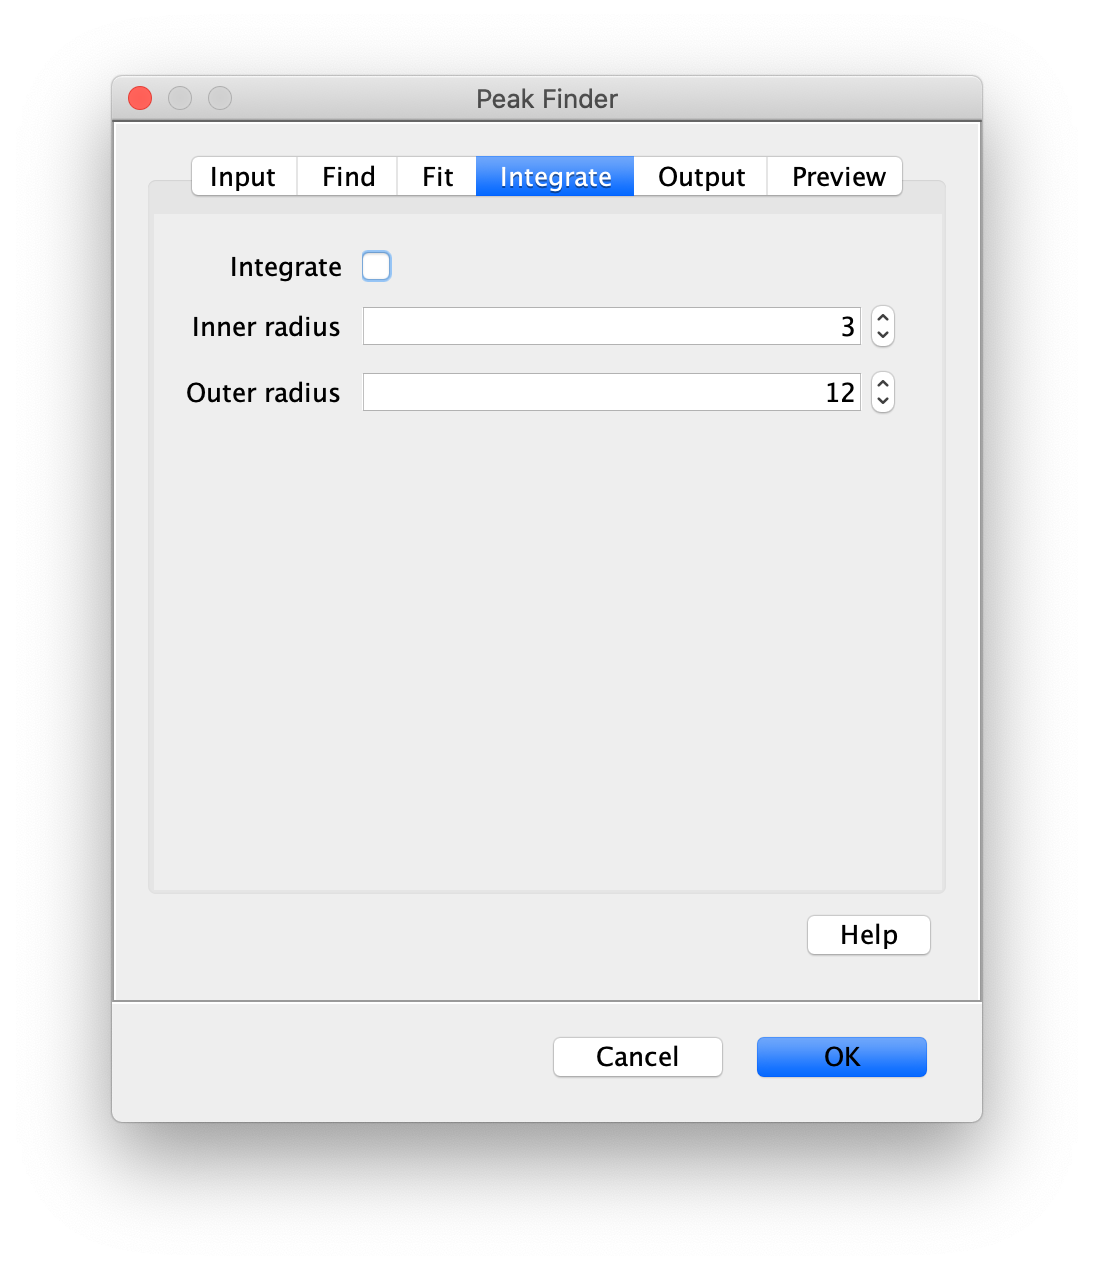 Peak Finder
Input Find Fit Integrate Output Preview
Integrate
Inner radius 3
Outer radius 12
Help
Cancel OK